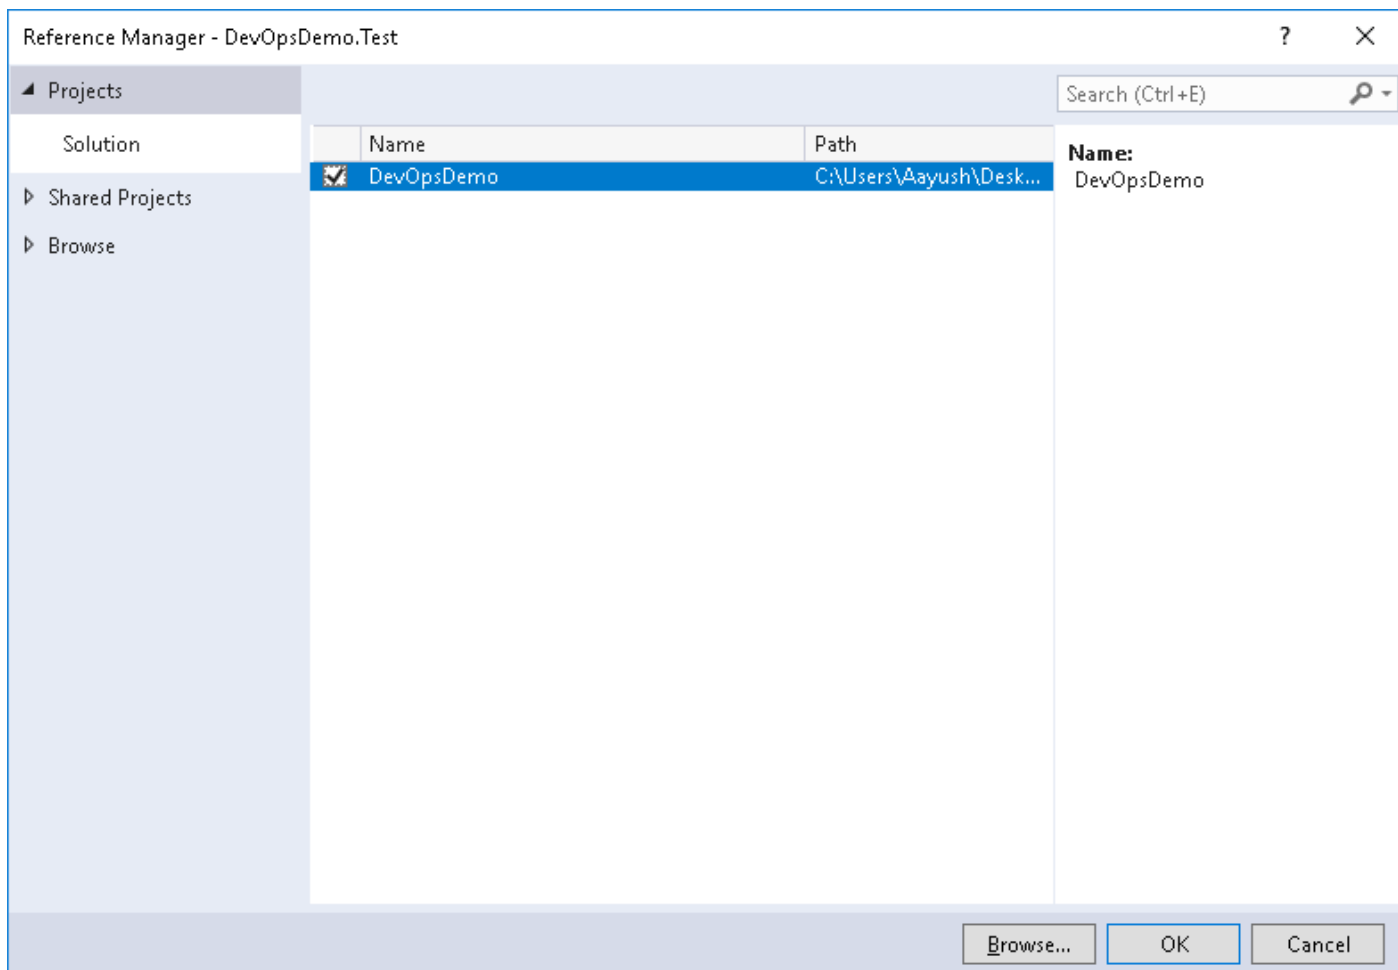 Reference Manager - DevOpsDemo.Test
?
Projects
Search (Ctrl+E)
Solution
Name Path
Name:
DevOpsDemo C:\Users\Aayush\Desk...
DevOpsDemo
Shared Projects
Browse
Browse... OK Cancel